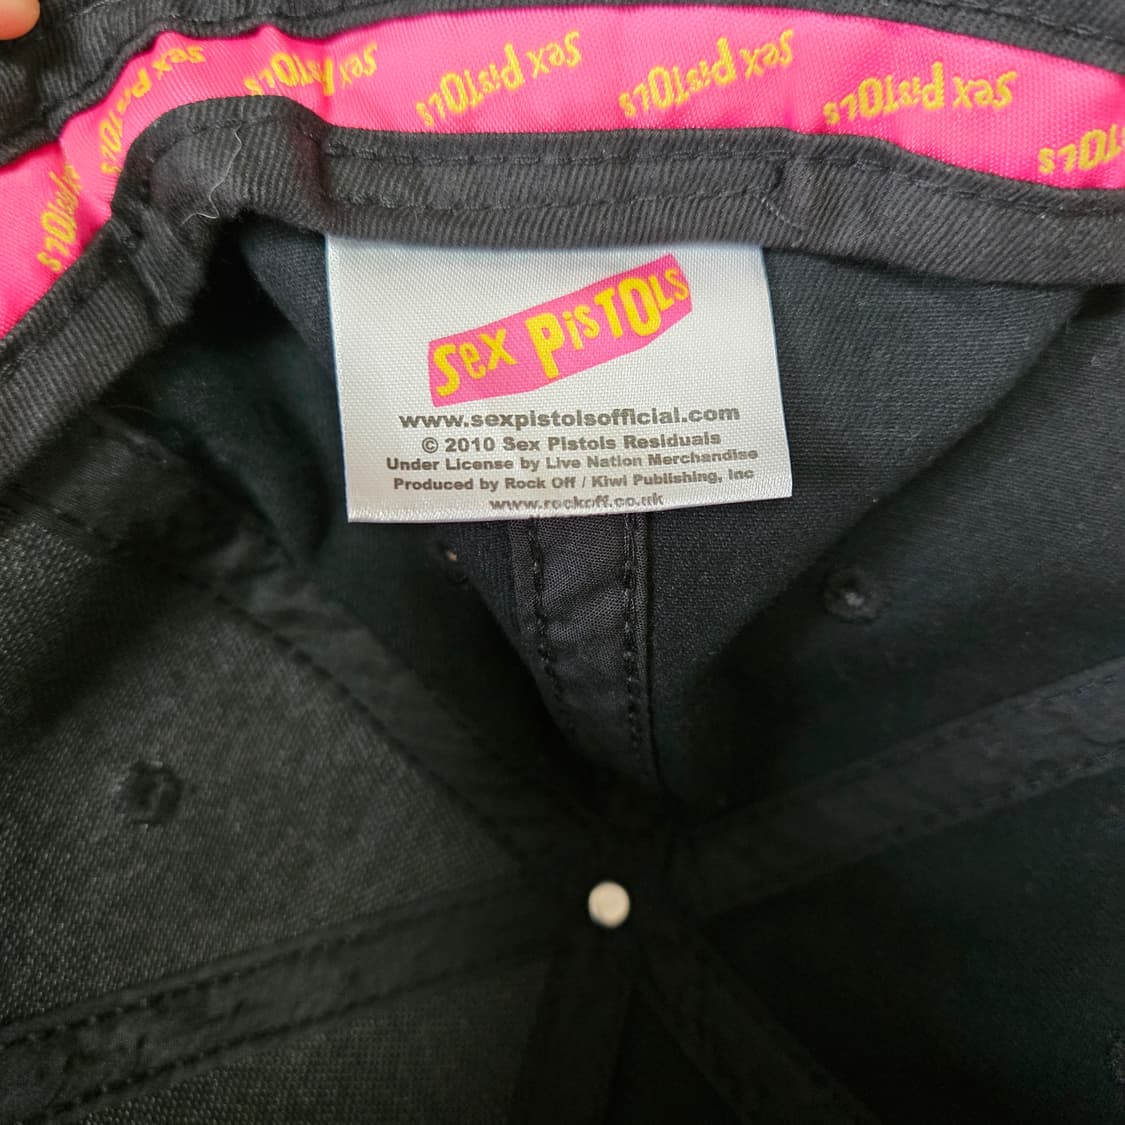 Sex PisTOLs
Sex PisTOLs
Sex PisTOLs
Sex PisTOLs
Sex PisTOLs
sTOLs
PisTOLs
Sex PisTOLs
www.sexpistolsofficial.com
© 2010 Sex Pistols Residuals
Under License by Live Nation Merchandise
Produced by Rock Off / Kiwi Publishing, Inc
www.rockoff.co.uk